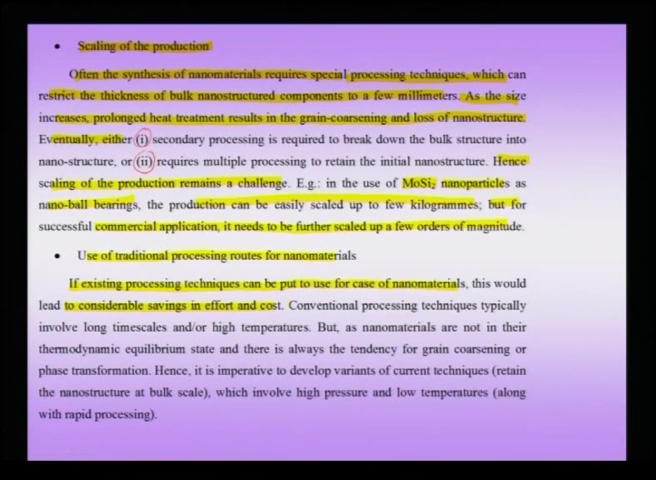 • Scaling of the production
Often the synthesis of nanomaterials requires special processing techniques, which can
restrict the thickness of bulk nanostructured components to a few millimeters. As the size
increases, prolonged heat treatment results in the grain-coarsening and loss of nanostructure.
Eventually, either (i) secondary processing is required to break down the bulk structure into
nano-structure, or (ii) requires multiple processing to retain the initial nanostructure. Hence
scaling of the production remains a challenge. E.g.: in the use of MoSi₂ nanoparticles as
nano-ball bearings, the production can be easily scaled up to few kilogrammes; but for
successful commercial application, it needs to be further scaled up a few orders of magnitude.
• Use of traditional processing routes for nanomaterials
If existing processing techniques can be put to use for case of nanomaterials, this would
lead to considerable savings in effort and cost. Conventional processing techniques typically
involve long timescales and/or high temperatures. But, as nanomaterials are not in their
thermodynamic equilibrium state and there is always the tendency for grain coarsening or
phase transformation. Hence, it is imperative to develop variants of current techniques (retain
the nanostructure at bulk scale), which involve high pressure and low temperatures (along
with rapid processing).